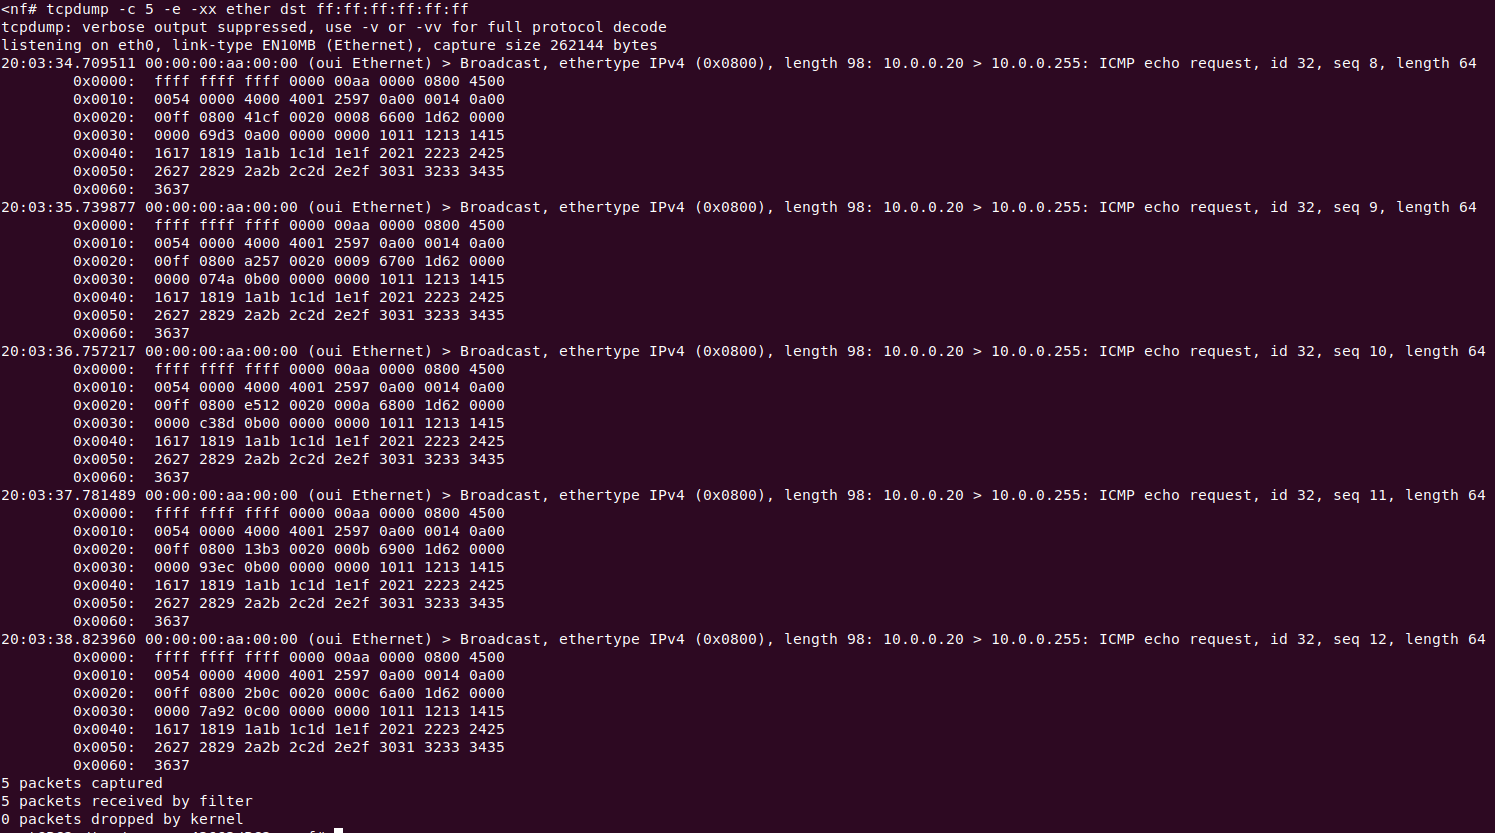 <nf# tcpdump -c 5 -e -xx ether dst ff:ff:ff:ff:ff:ff
tcpdump: verbose output suppressed, use -v or -vv for full protocol decode
listening on eth0, link-type EN10MB (Ethernet), capture size 262144 bytes
20:03:34.709511 00:00:00:aa:00:00 (oui Ethernet) > Broadcast, ethertype IPv4 (0x0800), length 98: 10.0.0.20 > 10.0.0.255: ICMP echo request, id 32, seq 8, length 64
0x0000: ffff ffff ffff 0000 00aa 0000 0800 4500
0x0010: 0054 0000 4000 4001 2597 0a00 0014 0a00
0x0020: 00ff 0800 41cf 0020 0008 6600 1d62 0000
0x0030: 0000 69d3 0a00 0000 0000 1011 1213 1415
0x0040: 1617 1819 1a1b 1c1d 1e1f 2021 2223 2425
0x0050: 2627 2829 2a2b 2c2d 2e2f 3031 3233 3435
0x0060: 3637
20:03:35.739877 00:00:00:aa:00:00 (oui Ethernet) > Broadcast, ethertype IPv4 (0x0800), length 98: 10.0.0.20 > 10.0.0.255: ICMP echo request, id 32, seq 9, length 64
0x0000: ffff ffff ffff 0000 00aa 0000 0800 4500
0x0010: 0054 0000 4000 4001 2597 0a00 0014 0a00
0x0020: 00ff 0800 a257 0020 0009 6700 1d62 0000
0x0030: 0000 074a 0b00 0000 0000 1011 1213 1415
0x0040: 1617 1819 1a1b 1c1d 1e1f 2021 2223 2425
0x0050: 2627 2829 2a2b 2c2d 2e2f 3031 3233 3435
0x0060: 3637
20:03:36.757217 00:00:00:aa:00:00 (oui Ethernet) > Broadcast, ethertype IPv4 (0x0800), length 98: 10.0.0.20 > 10.0.0.255: ICMP echo request, id 32, seq 10, length 64
0x0000: ffff ffff ffff 0000 00aa 0000 0800 4500
0x0010: 0054 0000 4000 4001 2597 0a00 0014 0a00
0x0020: 00ff 0800 e512 0020 000a 6800 1d62 0000
0x0030: 0000 c38d 0b00 0000 0000 1011 1213 1415
0x0040: 1617 1819 1a1b 1c1d 1e1f 2021 2223 2425
0x0050: 2627 2829 2a2b 2c2d 2e2f 3031 3233 3435
0x0060: 3637
20:03:37.781489 00:00:00:aa:00:00 (oui Ethernet) > Broadcast, ethertype IPv4 (0x0800), length 98: 10.0.0.20 > 10.0.0.255: ICMP echo request, id 32, seq 11, length 64
0x0000: ffff ffff ffff 0000 00aa 0000 0800 4500
0x0010: 0054 0000 4000 4001 2597 0a00 0014 0a00
0x0020: 00ff 0800 13b3 0020 000b 6900 1d62 0000
0x0030: 0000 93ec 0b00 0000 0000 1011 1213 1415
0x0040: 1617 1819 1a1b 1c1d 1e1f 2021 2223 2425
0x0050: 2627 2829 2a2b 2c2d 2e2f 3031 3233 3435
0x0060: 3637
20:03:38.823960 00:00:00:aa:00:00 (oui Ethernet) > Broadcast, ethertype IPv4 (0x0800), length 98: 10.0.0.20 > 10.0.0.255: ICMP echo request, id 32, seq 12, length 64
0x0000: ffff ffff ffff 0000 00aa 0000 0800 4500
0x0010: 0054 0000 4000 4001 2597 0a00 0014 0a00
0x0020: 00ff 0800 2b0c 0020 000c 6a00 1d62 0000
0x0030: 0000 7a92 0c00 0000 0000 1011 1213 1415
0x0040: 1617 1819 1a1b 1c1d 1e1f 2021 2223 2425
0x0050: 2627 2829 2a2b 2c2d 2e2f 3031 3233 3435
0x0060: 3637
5 packets captured
5 packets received by filter
0 packets dropped by kernel